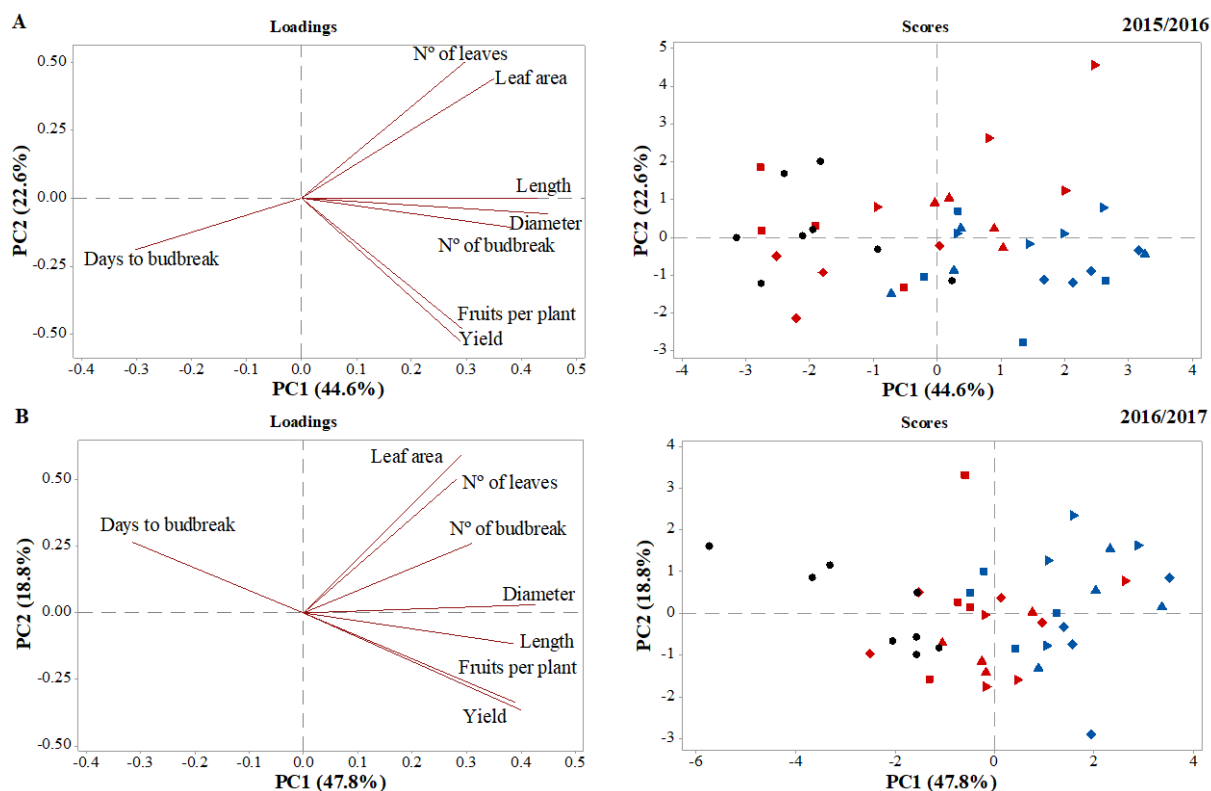 A
Loadings
Scores
2015/2016
PC2 (22.6%)
0.50
0.25
0.00
-0.25
-0.50
Nº of leaves
Leaf area
Length
Diameter
Nº of budbreak
Days to budbreak
Fruits per plant
Yield
-0.4 -0.3 -0.2 -0.1 0.0 0.1 0.2 0.3 0.4 0.5
PC1 (44.6%)
PC2 (22.6%)
5
4
3
2
1
0
-1
-2
-3
-4 -3 -2 -1 0 1 2 3 4
PC1 (44.6%)
B
Loadings
Scores
2016/2017
PC2 (18.8%)
0.50
0.25
0.00
-0.25
-0.50
Leaf area
Nº of leaves
Days to budbreak
Nº of budbreak
Diameter
Length
Fruits per plant
Yield
-0.4 -0.3 -0.2 -0.1 0.0 0.1 0.2 0.3 0.4 0.5
PC1 (47.8%)
PC2 (18.8%)
4
3
2
1
0
-1
-2
-3
-6 -4 -2 0 2 4
PC1 (47.8%)